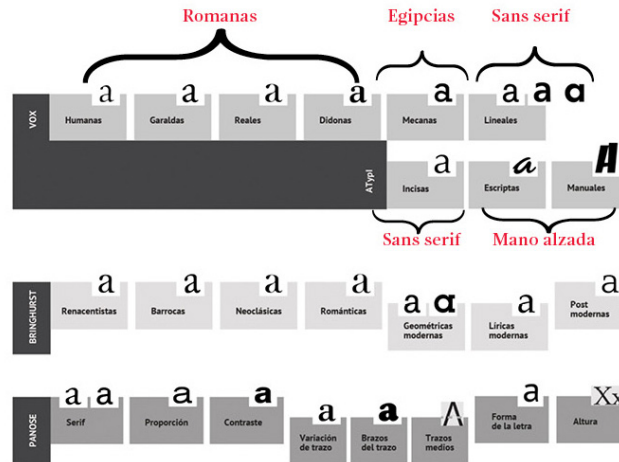 Romanas Egipcias Sans serif
a a a a a a a a
VOX Humanas Garaldas Reales Didonas Mecanas Lineales
a a H
ATypI Incisas Escriptas Manuales
Sans serif Mano alzada
a a a a a α a a
BRINGHURST Renacentistas Barrocas Neoclásicas Románticas Geométricas modernas Líricas modernas Post modernas
a a a a a a A a Xx
PANOSE Serif Proporción Contraste Variación de trazo Brazos del trazo Trazos medios Forma de la letra Altura